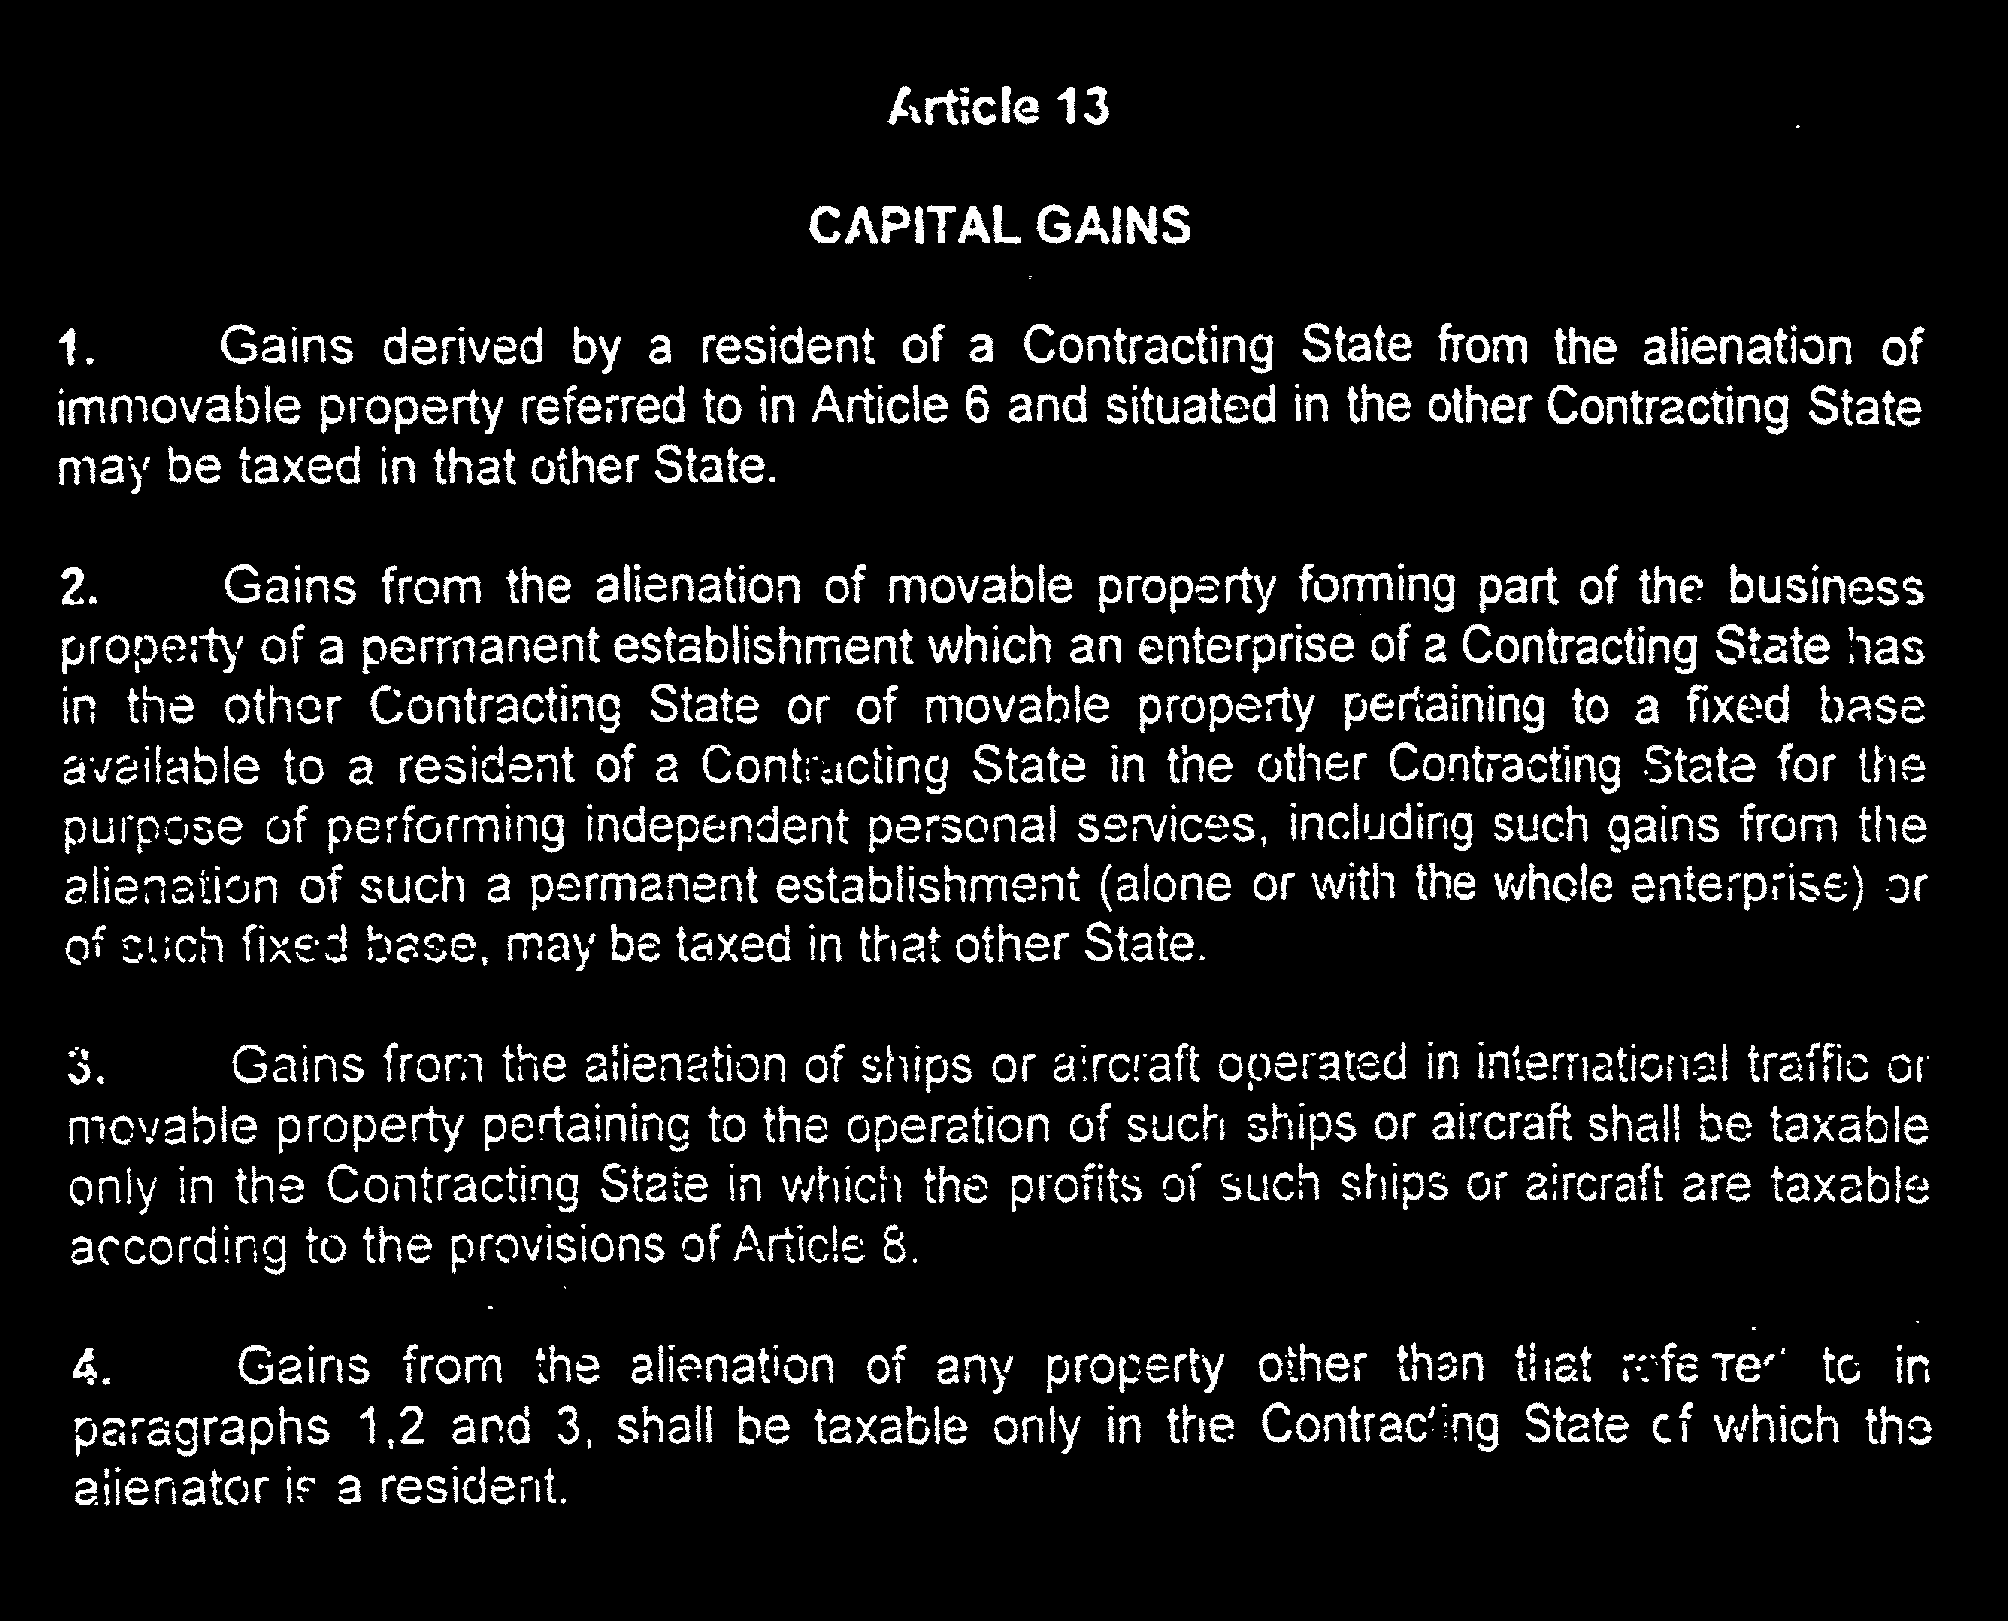 Article 13
CAPITAL GAINS
1. Gains derived by a resident of a Contracting State from the alienation of
immovable property referred to in Article 6 and situated in the other Contracting State
may be taxed in that other State.
2. Gains from the alienation of movable property forming part of the business
property of a permanent establishment which an enterprise of a Contracting State has
in the other Contracting State or of movable property pertaining to a fixed base
available to a resident of a Contracting State in the other Contracting State for the
purpose of performing independent personal services, including such gains from the
alienation of such a permanent establishment (alone or with the whole enterprise) or
of such fixed base, may be taxed in that other State.
3. Gains from the alienation of ships or aircraft operated in international traffic or
movable property pertaining to the operation of such ships or aircraft shall be taxable
only in the Contracting State in which the profits of such ships or aircraft are taxable
according to the provisions of Article 8.
4. Gains from the alienation of any property other than that referred to in
paragraphs 1,2 and 3, shall be taxable only in the Contracting State of which the
alienator is a resident.